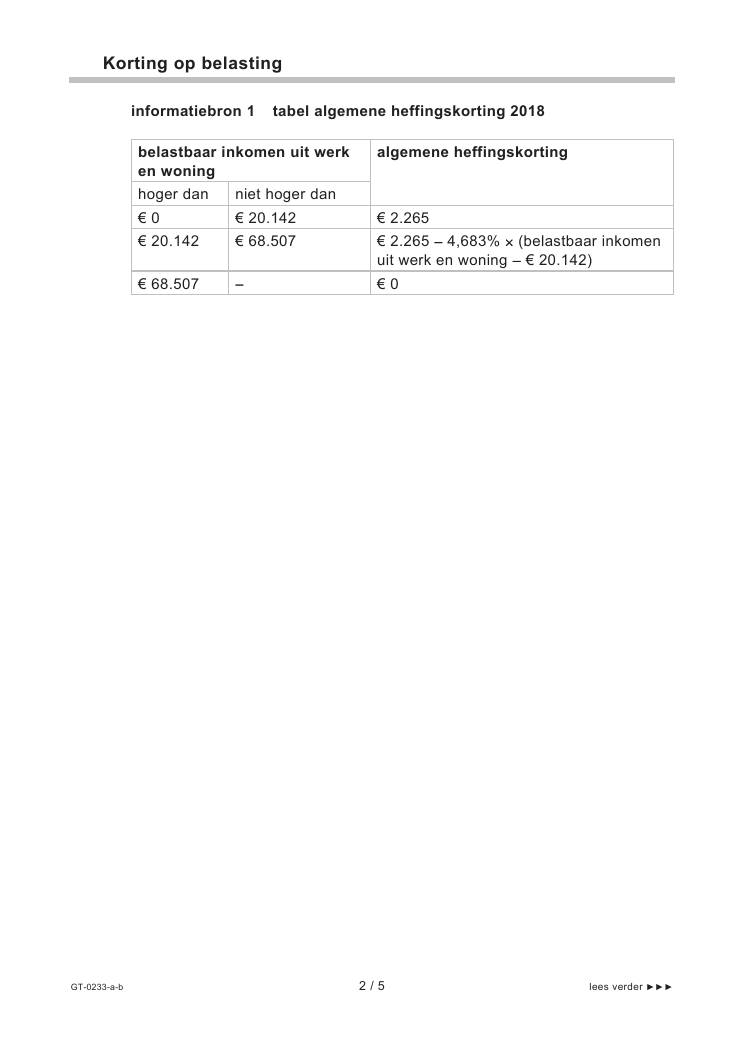 Korting op belasting
informatiebron 1 tabel algemene heffingskorting 2018
belastbaar inkomen uit werk
en woning
algemene heffingskorting
hoger dan
niet hoger dan
€ 0
€ 20.142
€ 2.265
€ 20.142
€ 68.507
€ 2.265 – 4,683% × (belastbaar inkomen
uit werk en woning – € 20.142)
€ 68.507
–
€ 0
GT-0233-a-b
2 / 5
lees verder ►►►